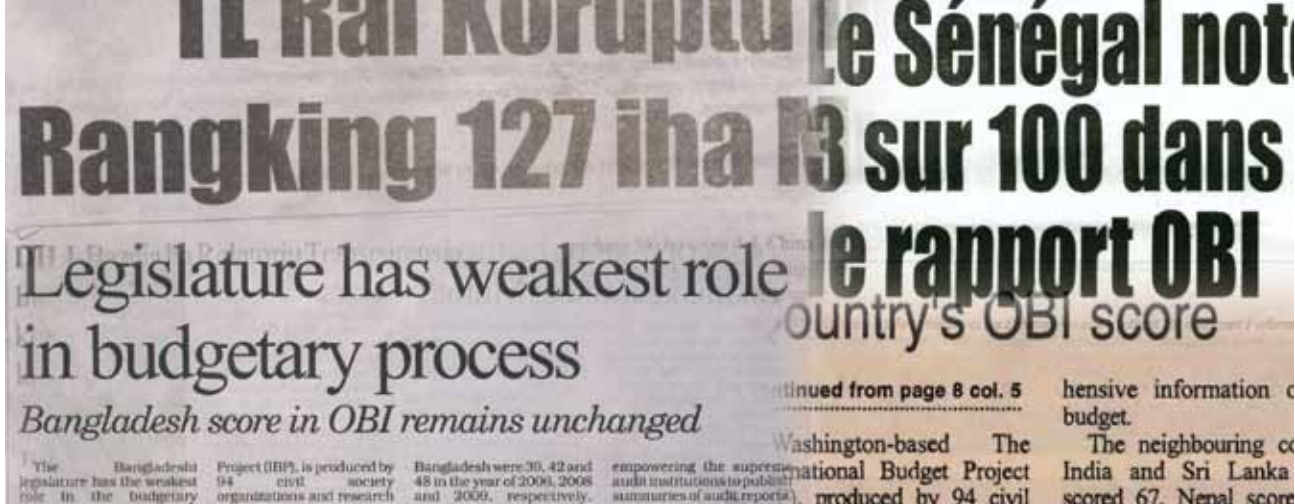 TL Rai Koruptu
Rangking 127 iha
Le Sénégal note
3 sur 100 dans
le rapport OBI
Legislature has weakest role
in budgetary process
Bangladesh score in OBI remains unchanged
The Bangladeshi
legislature has the weakest
role in the budgetary
Project (IBP), is produced by
94 civil society
organizations and research
Bangladesh were 39, 42 and
48 in the year of 2006, 2008
and 2009, respectively.
empowering the supreme
audit institutions to publish
summaries of audit reports
ountry's OBI score
tinued from page 8 col. 5
Washington-based The
national Budget Project
), produced by 94 civil
hensive information
budget.
The neighbouring
India and Sri Lanka
scored 67, Nepal